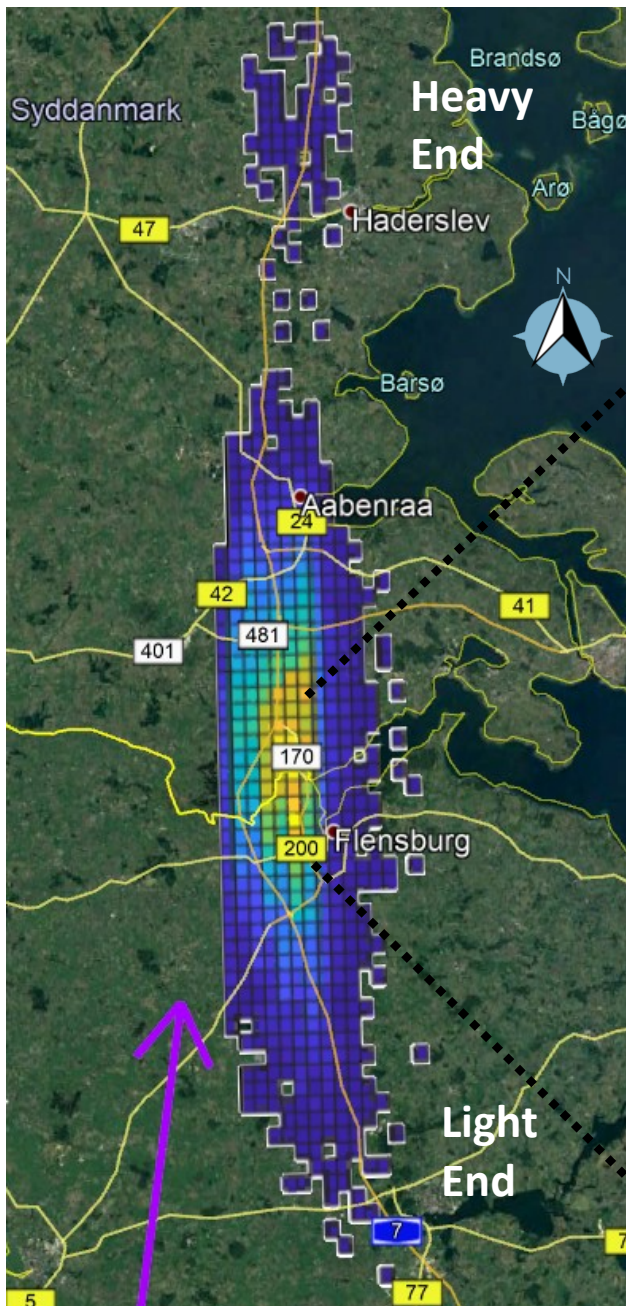 Brandsø
Heavy
End
Syddanmark
Bågø
Arø
Haderslev
47
N
Barsø
Aabenraa
24
42
41
481
401
170
Flensburg
200
Light
End
7
7
5
77